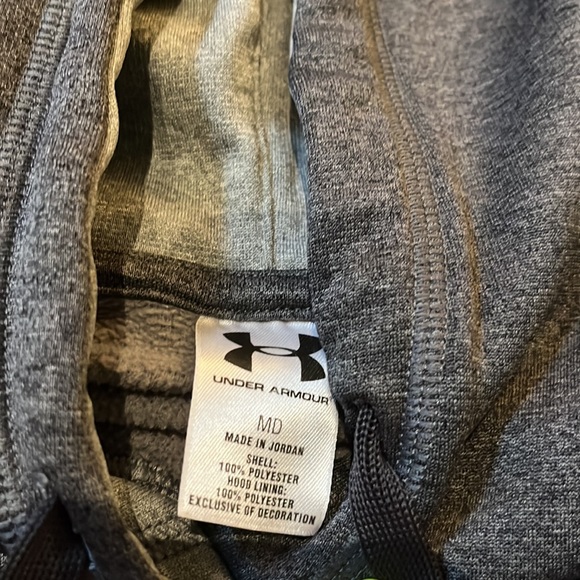 UNDER ARMOUR
MD
MADE IN JORDAN
SHELL:
100% POLYESTER
HOOD LINING:
100% POLYESTER
EXCLUSIVE OF DECORATION